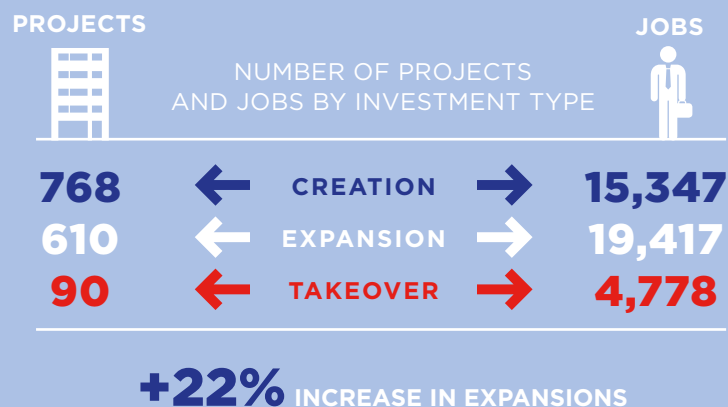 PROJECTS
JOBS
NUMBER OF PROJECTS
AND JOBS BY INVESTMENT TYPE
768 CREATION 15,347
610 EXPANSION 19,417
90 TAKEOVER 4,778
+22% INCREASE IN EXPANSIONS